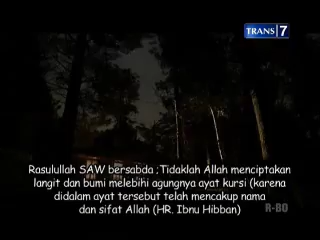 TRANS 7
Rasulullah SAW bersabda ;Tidaklah Allah menciptakan
langit dan bumi melebihi agungnya ayat kursi (karena
didalam ayat tersebut telah mencakup nama
dan sifat Allah (HR. Ibnu Hibban)
R-BO